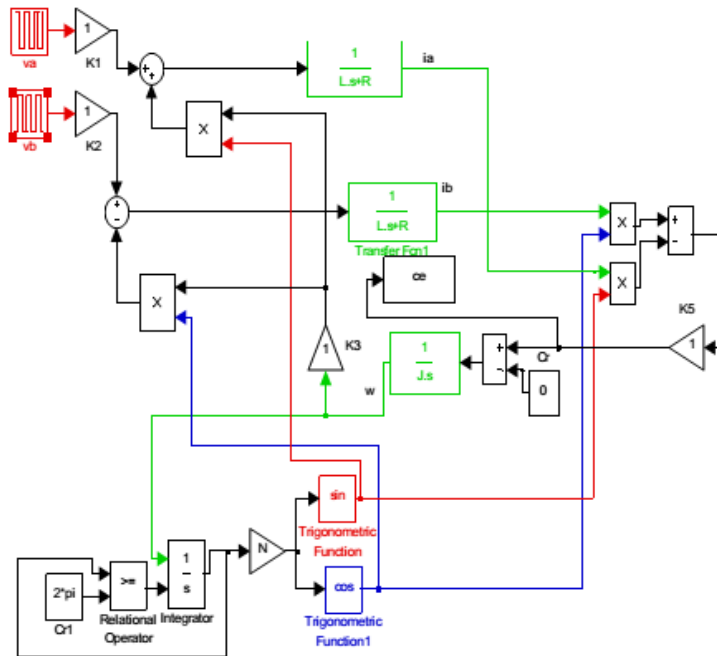 va
1
K1
+
+
1
L.s+R
ia
vb
1
K2
X
+
-
ib
1
L.s+R
Transfer Fcn1
X
+
-
ce
X
X
K5
1
1
K3
1
J.s
+
-
Cr
0
w
sin
Trigonometric
Function
N
1
s
>=
2*pi
cos
Relational
Operator
Integrator
Cr1
Trigonometric
Function1